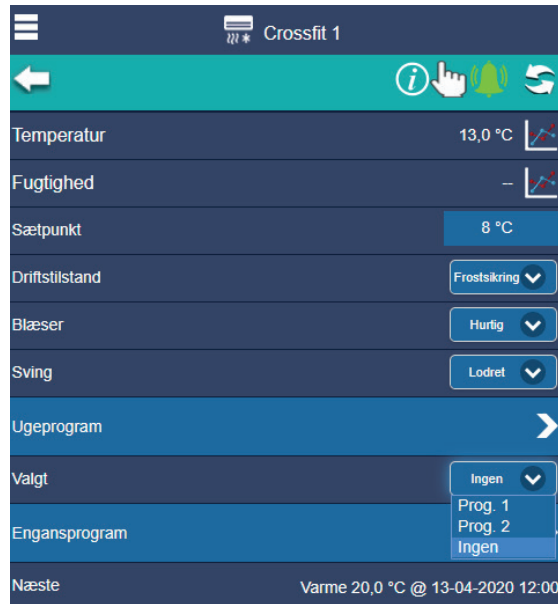 Crossfit 1
Temperatur 13,0 °C
Fugtighed --
Sætpunkt 8 °C
Driftstilstand Frostsikring
Blæser Hurtig
Sving Lodret
Ugeprogram
Valgt Ingen
Prog. 1
Engansprogram Prog. 2
Ingen
Næste Varme 20,0 °C @ 13-04-2020 12:00